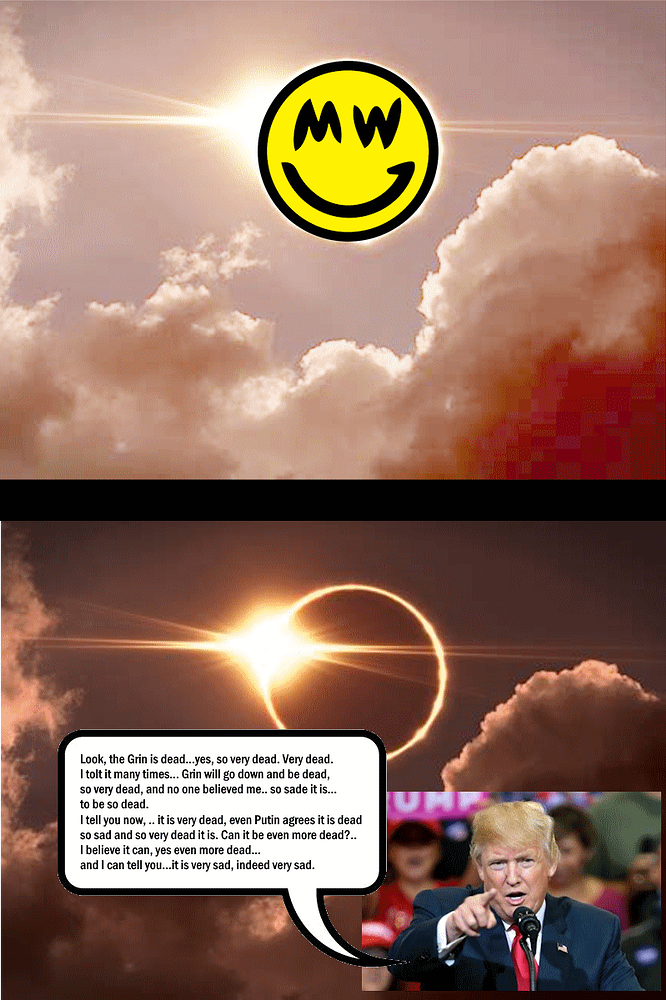 MW
Look, the Grin is dead...yes, so very dead. Very dead.
I tolt it many times... Grin will go down and be dead,
so very dead, and no one believed me.. so sade it is...
to be so dead.
I tell you now, .. it is very dead, even Putin agrees it is dead
so sad and so very dead it is. Can it be even more dead?..
I believe it can, yes even more dead...
and I can tell you...it is very sad, indeed very sad.
TRUMP